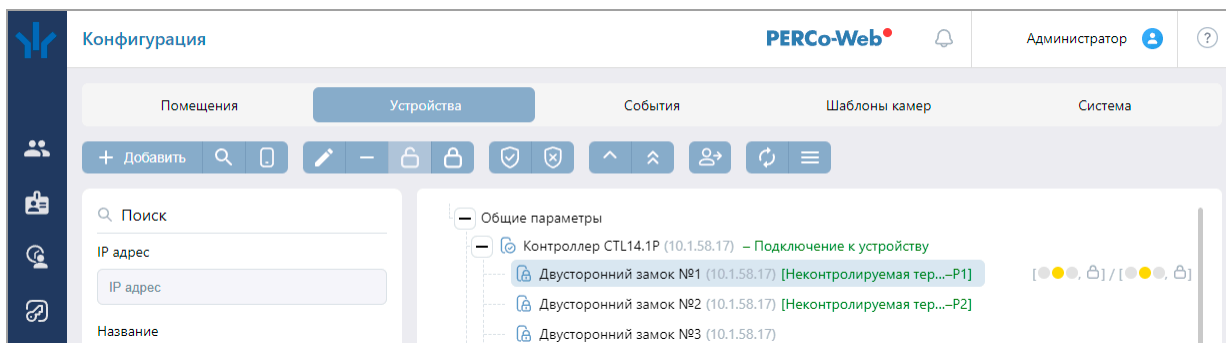 Конфигурация
PERCo-Web
Администратор
?
Помещения
Устройства
События
Шаблоны камер
Система
+ Добавить
Поиск
IP адрес
IP адрес
Название
Общие параметры
Контроллер CTL14.1P (10.1.58.17) – Подключение к устройству
Двусторонний замок №1 (10.1.58.17) [Неконтролируемая тер...–P1] [ , ] / [ , ]
Двусторонний замок №2 (10.1.58.17) [Неконтролируемая тер...–P2]
Двусторонний замок №3 (10.1.58.17)